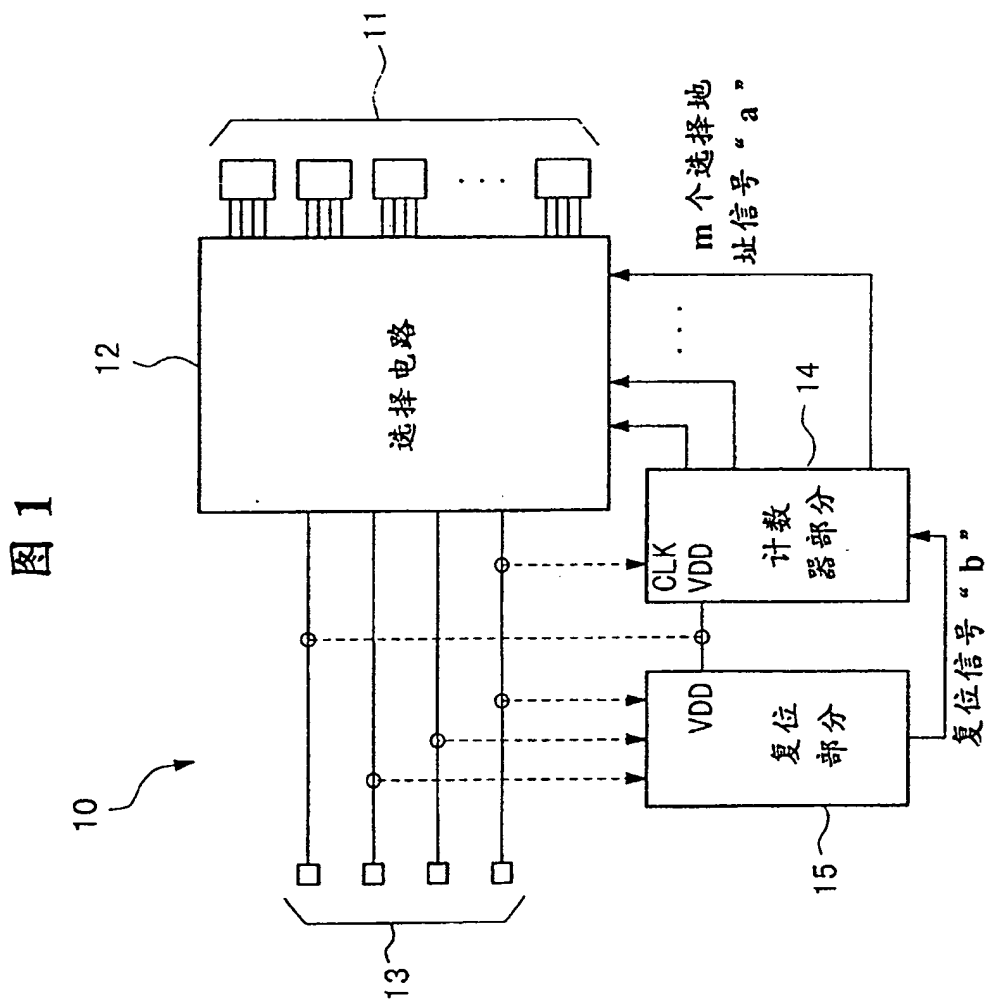 图 1
10
11
12
选择电路
13
m 个选择地
址信号“a”
14
CLK
VDD
计数
器部分
VDD
复位
部分
15
复位信号“b”